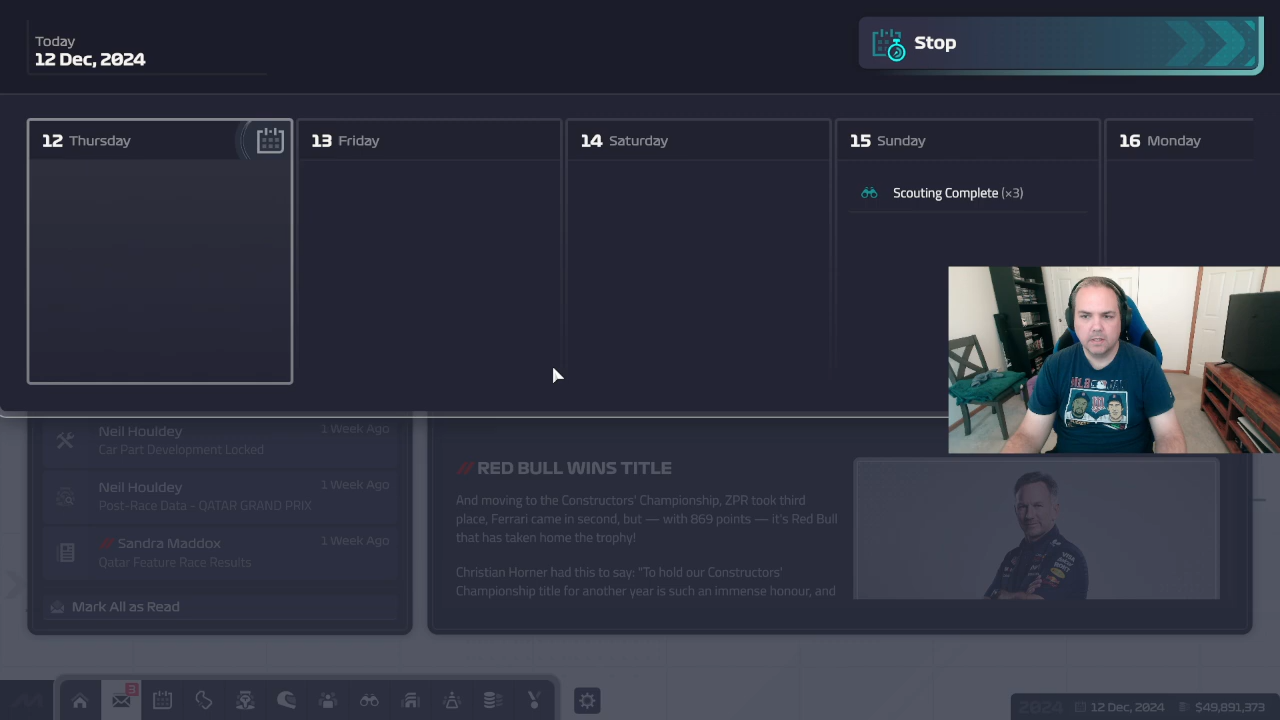 Today
12 Dec, 2024
Stop
12 Thursday
13 Friday
14 Saturday
15 Sunday
16 Monday
Scouting Complete (×3)
Neil Houldey
1 Week Ago
Car Part Development Locked
Neil Houldey
1 Week Ago
Post-Race Data - QATAR GRAND PRIX
Sandra Maddox
1 Week Ago
Qatar Feature Race Results
Mark All as Read
// RED BULL WINS TITLE
And moving to the Constructors' Championship, ZPR took third
place, Ferrari came in second, but — with 869 points — it's Red Bull
that has taken home the trophy!
Christian Horner had this to say: "To hold our Constructors'
Championship title for another year is such an immense honour, and
3
2024
12 Dec, 2024
$49,891,373